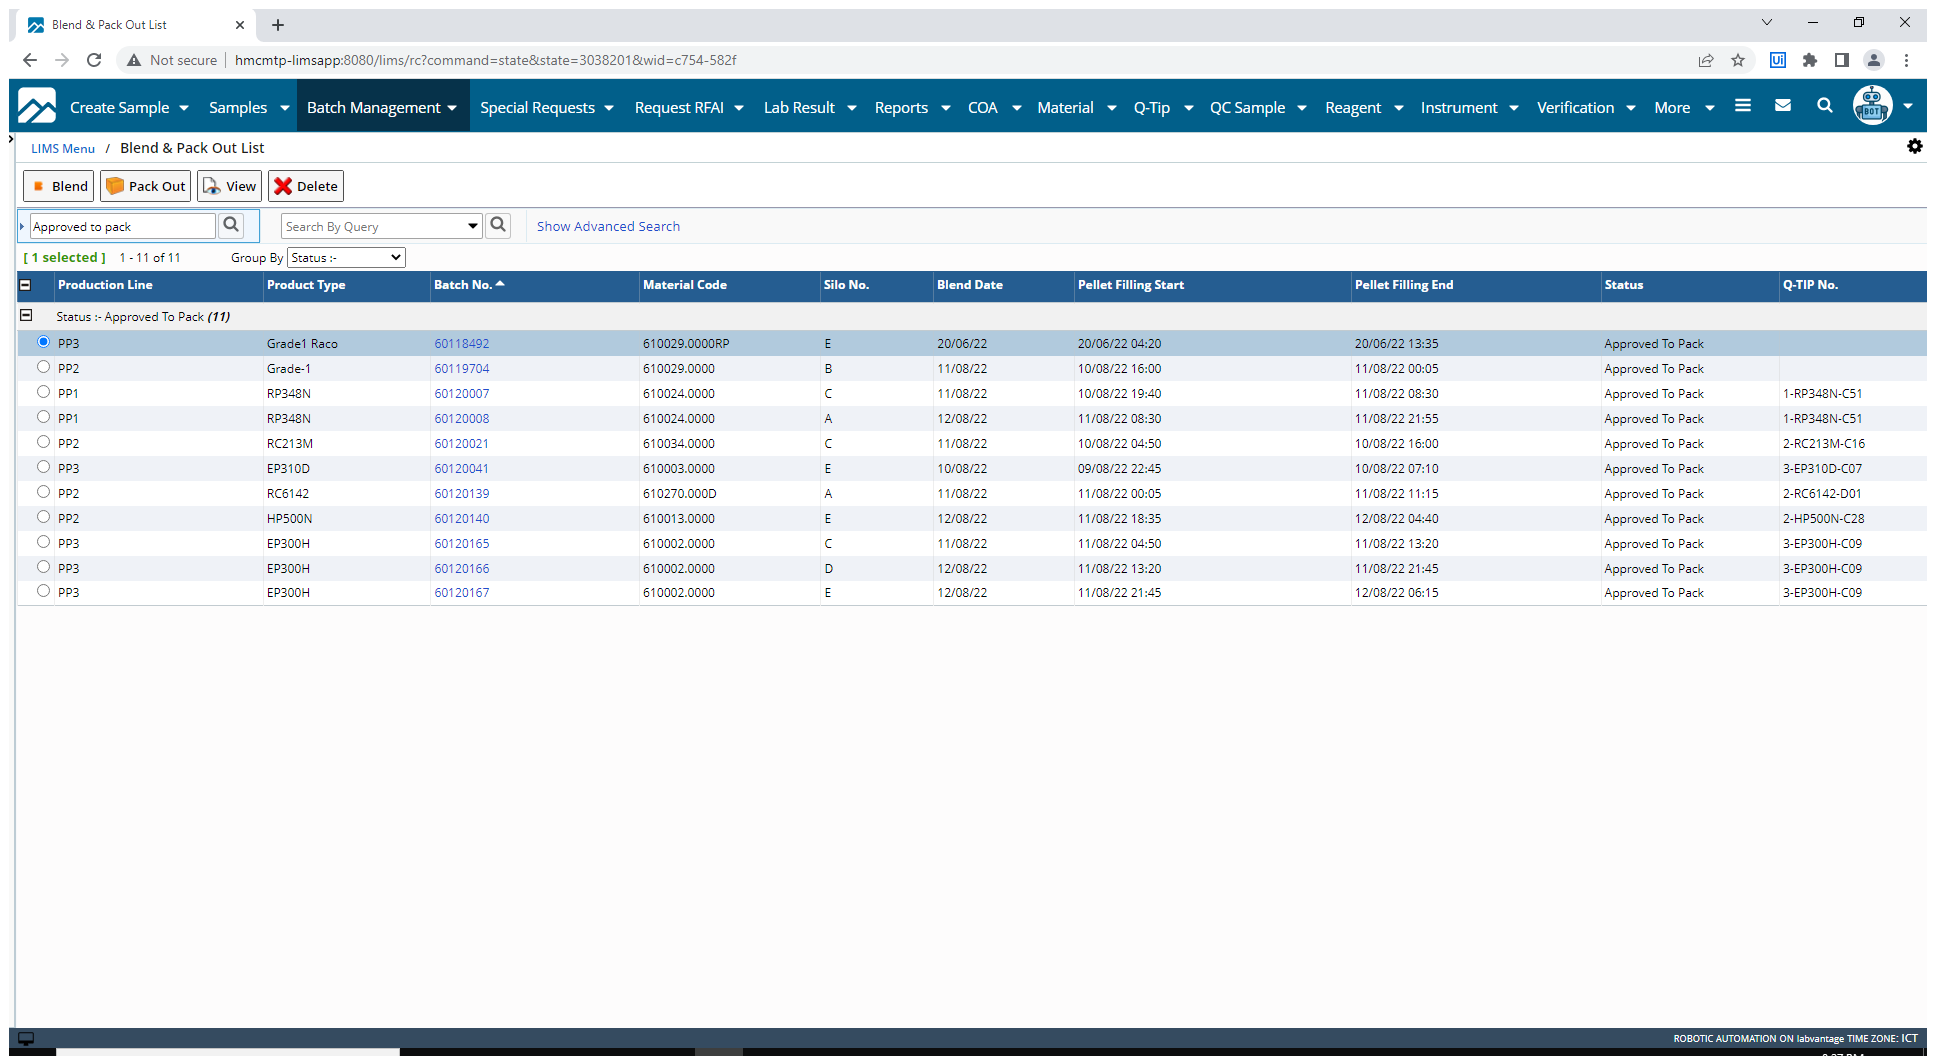 Blend & Pack Out List
Not secure hmcmtp-limsapp:8080/lims/rc?command=state&state=3038201&wid=c754-582f Ui
Create Sample Samples Batch Management Special Requests Request RFAI Lab Result Reports COA Material Q-Tip QC Sample Reagent Instrument Verification More BOT
LIMS Menu / Blend & Pack Out List
Blend Pack Out View Delete
Approved to pack Search By Query Show Advanced Search
[ 1 selected ] 1 - 11 of 11 Group By Status :-
Production Line Product Type Batch No. Material Code Silo No. Blend Date Pellet Filling Start Pellet Filling End Status Q-TIP No.
Status :- Approved To Pack (11)
PP3 Grade1 Raco 60118492 610029.0000RP E 20/06/22 20/06/22 04:20 20/06/22 13:35 Approved To Pack
PP2 Grade-1 60119704 610029.0000 B 11/08/22 10/08/22 16:00 11/08/22 00:05 Approved To Pack
PP1 RP348N 60120007 610024.0000 C 11/08/22 10/08/22 19:40 11/08/22 08:30 Approved To Pack 1-RP348N-C51
PP1 RP348N 60120008 610024.0000 A 12/08/22 11/08/22 08:30 11/08/22 21:55 Approved To Pack 1-RP348N-C51
PP2 RC213M 60120021 610034.0000 C 11/08/22 10/08/22 04:50 10/08/22 16:00 Approved To Pack 2-RC213M-C16
PP3 EP310D 60120041 610003.0000 E 10/08/22 09/08/22 22:45 10/08/22 07:10 Approved To Pack 3-EP310D-C07
PP2 RC6142 60120139 610270.000D A 11/08/22 11/08/22 00:05 11/08/22 11:15 Approved To Pack 2-RC6142-D01
PP2 HP500N 60120140 610013.0000 E 12/08/22 11/08/22 18:35 12/08/22 04:40 Approved To Pack 2-HP500N-C28
PP3 EP300H 60120165 610002.0000 C 11/08/22 11/08/22 04:50 11/08/22 13:20 Approved To Pack 3-EP300H-C09
PP3 EP300H 60120166 610002.0000 D 12/08/22 11/08/22 13:20 11/08/22 21:45 Approved To Pack 3-EP300H-C09
PP3 EP300H 60120167 610002.0000 E 12/08/22 11/08/22 21:45 12/08/22 06:15 Approved To Pack 3-EP300H-C09
ROBOTIC AUTOMATION ON labvantage TIME ZONE: ICT